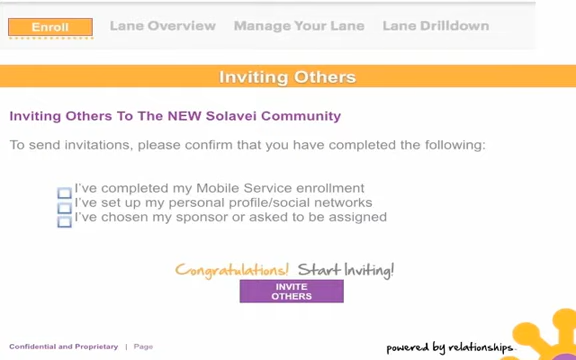 Enroll Lane Overview Manage Your Lane Lane Drilldown
Inviting Others
Inviting Others To The NEW Solavei Community
To send invitations, please confirm that you have completed the following:
I've completed my Mobile Service enrollment
I've set up my personal profile/social networks
I've chosen my sponsor or asked to be assigned
Congratulations! Start Inviting!
INVITE
OTHERS
Confidential and Proprietary | Page
powered by relationships.